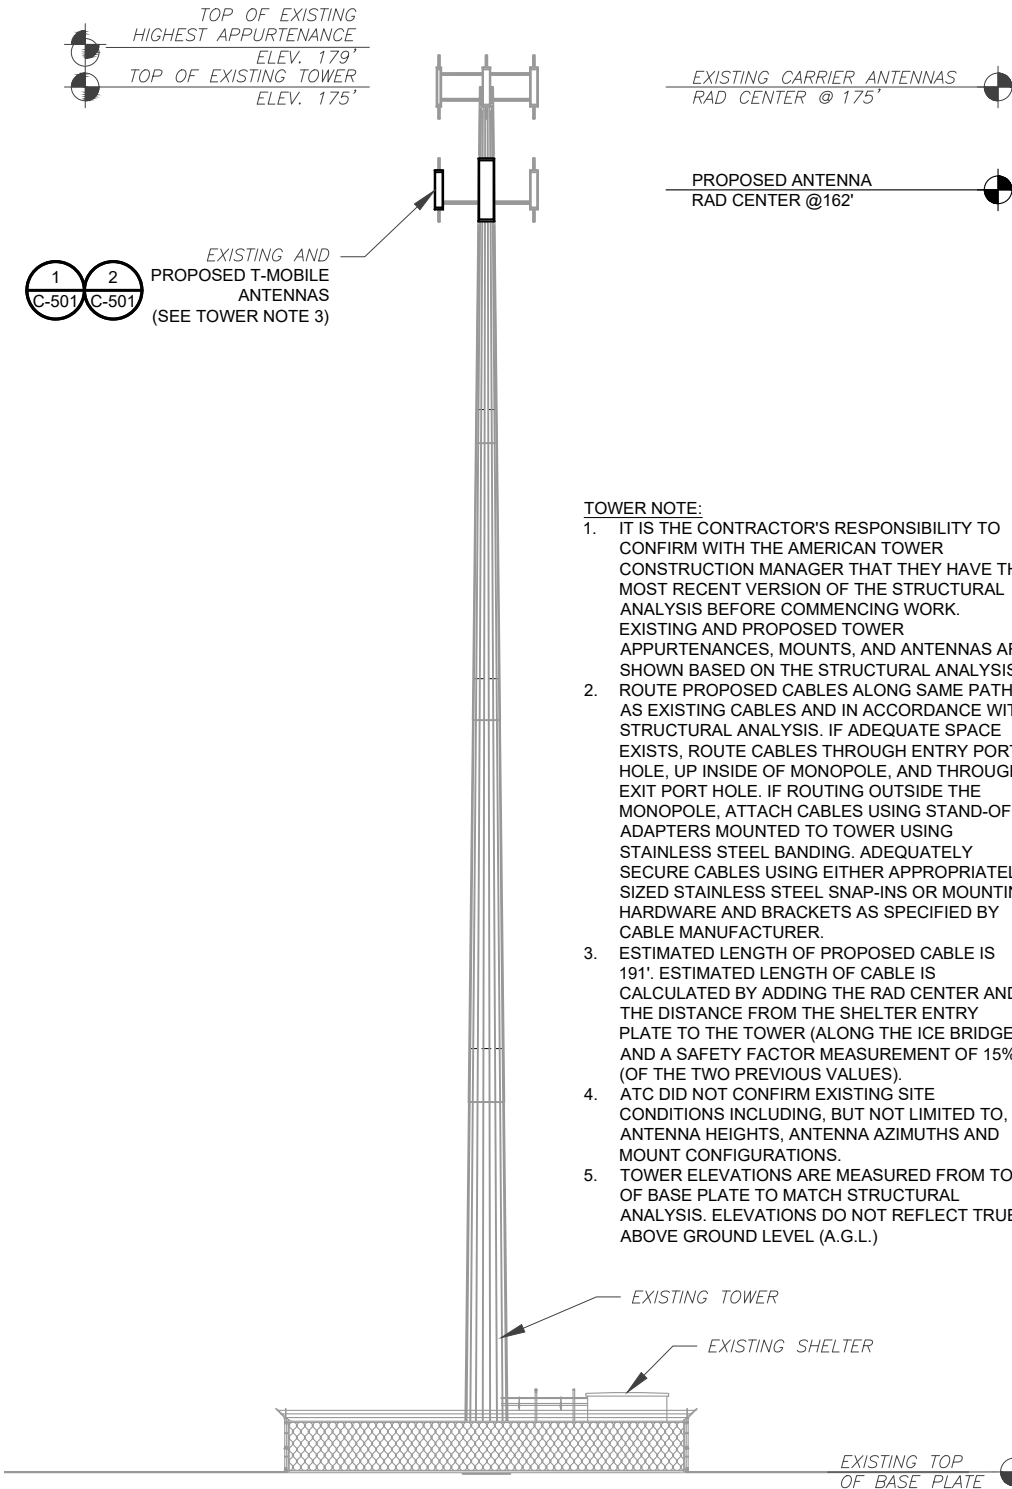 TOP OF EXISTING
HIGHEST APPURTENANCE
ELEV. 179'
TOP OF EXISTING TOWER
ELEV. 175'
EXISTING CARRIER ANTENNAS
RAD CENTER @ 175'
PROPOSED ANTENNA
RAD CENTER @162'
EXISTING AND
PROPOSED T-MOBILE
ANTENNAS
(SEE TOWER NOTE 3)
1
C-501
2
C-501
TOWER NOTE:
1. IT IS THE CONTRACTOR'S RESPONSIBILITY TO
CONFIRM WITH THE AMERICAN TOWER
CONSTRUCTION MANAGER THAT THEY HAVE TH
MOST RECENT VERSION OF THE STRUCTURAL
ANALYSIS BEFORE COMMENCING WORK.
EXISTING AND PROPOSED TOWER
APPURTENANCES, MOUNTS, AND ANTENNAS AR
SHOWN BASED ON THE STRUCTURAL ANALYSIS
2. ROUTE PROPOSED CABLES ALONG SAME PATH
AS EXISTING CABLES AND IN ACCORDANCE WIT
STRUCTURAL ANALYSIS. IF ADEQUATE SPACE
EXISTS, ROUTE CABLES THROUGH ENTRY PORT
HOLE, UP INSIDE OF MONOPOLE, AND THROUGH
EXIT PORT HOLE. IF ROUTING OUTSIDE THE
MONOPOLE, ATTACH CABLES USING STAND-OF
ADAPTERS MOUNTED TO TOWER USING
STAINLESS STEEL BANDING. ADEQUATELY
SECURE CABLES USING EITHER APPROPRIATEL
SIZED STAINLESS STEEL SNAP-INS OR MOUNTIN
HARDWARE AND BRACKETS AS SPECIFIED BY
CABLE MANUFACTURER.
3. ESTIMATED LENGTH OF PROPOSED CABLE IS
191'. ESTIMATED LENGTH OF CABLE IS
CALCULATED BY ADDING THE RAD CENTER AND
THE DISTANCE FROM THE SHELTER ENTRY
PLATE TO THE TOWER (ALONG THE ICE BRIDGE
AND A SAFETY FACTOR MEASUREMENT OF 15%
(OF THE TWO PREVIOUS VALUES).
4. ATC DID NOT CONFIRM EXISTING SITE
CONDITIONS INCLUDING, BUT NOT LIMITED TO,
ANTENNA HEIGHTS, ANTENNA AZIMUTHS AND
MOUNT CONFIGURATIONS.
5. TOWER ELEVATIONS ARE MEASURED FROM TO
OF BASE PLATE TO MATCH STRUCTURAL
ANALYSIS. ELEVATIONS DO NOT REFLECT TRUE
ABOVE GROUND LEVEL (A.G.L.)
EXISTING TOWER
EXISTING SHELTER
EXISTING TOP
OF BASE PLATE